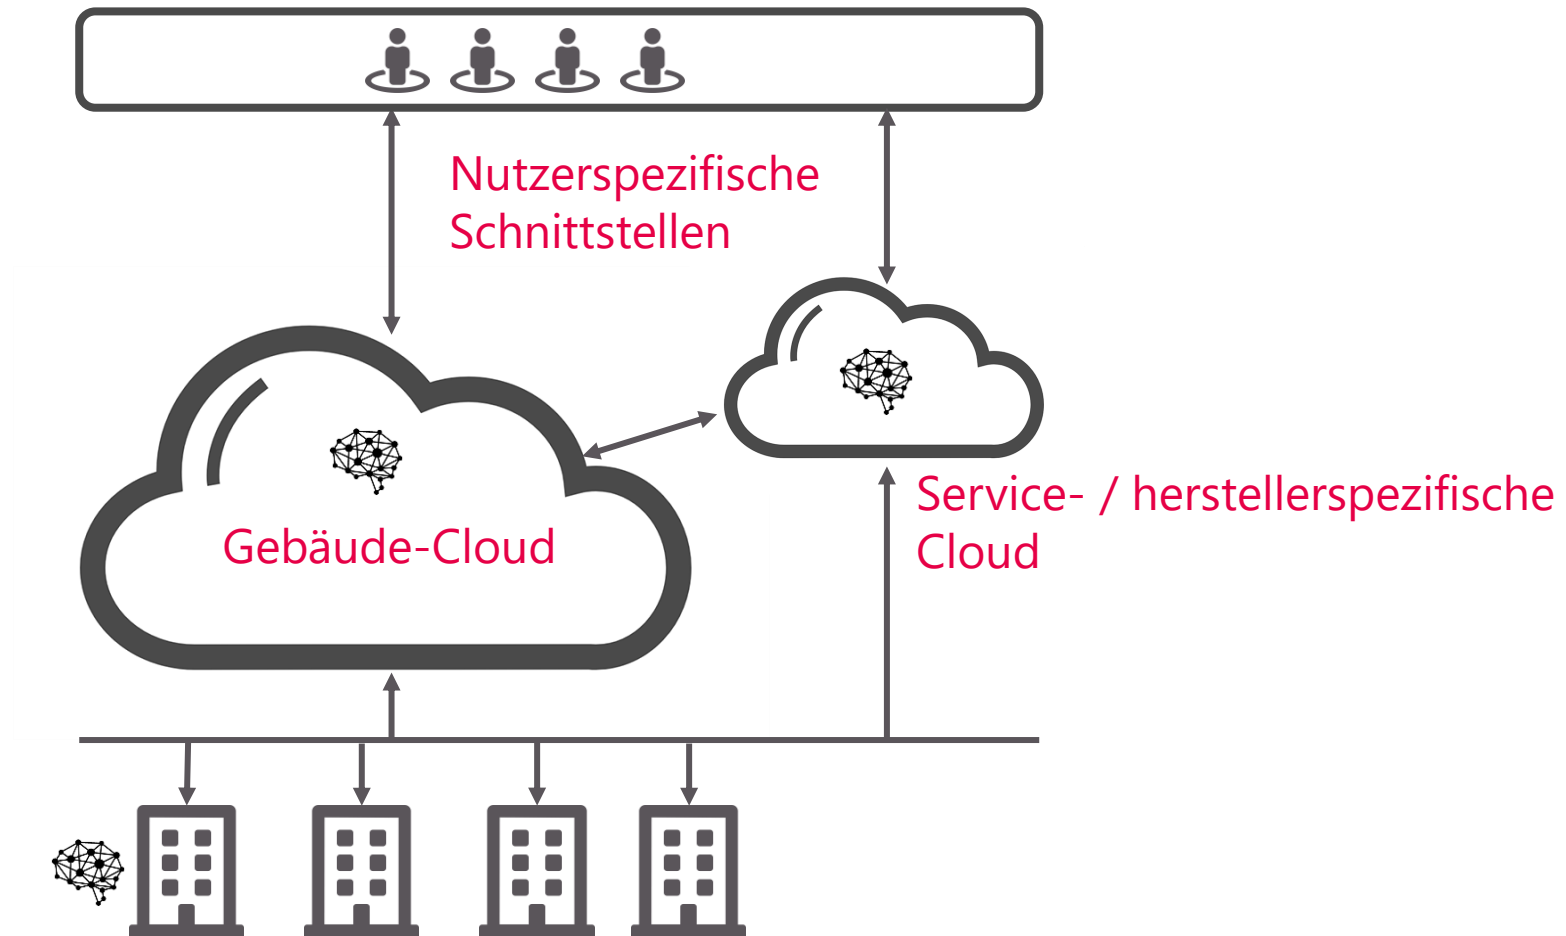 Nutzerspezifische
Schnittstellen
Gebäude-Cloud
Service- / herstellerspezifische
Cloud